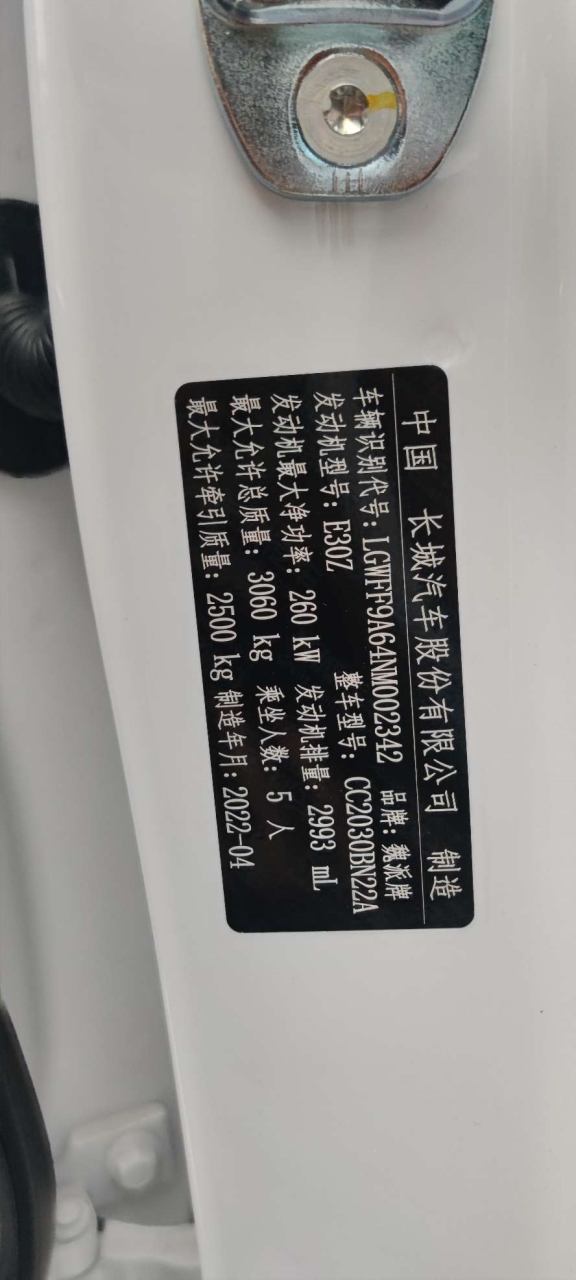 中国 长城汽车股份有限公司 制造
车辆识别代号：LGWFF9A64NM002342 品牌：魏派牌
发动机型号：E30Z 整车型号：CC2030BN22A
发动机最大净功率：260 kW 发动机排量：2993 mL
最大允许总质量：3060 kg 乘坐人数：5 人
最大允许牵引质量：2500 kg 制造年月：2022-04